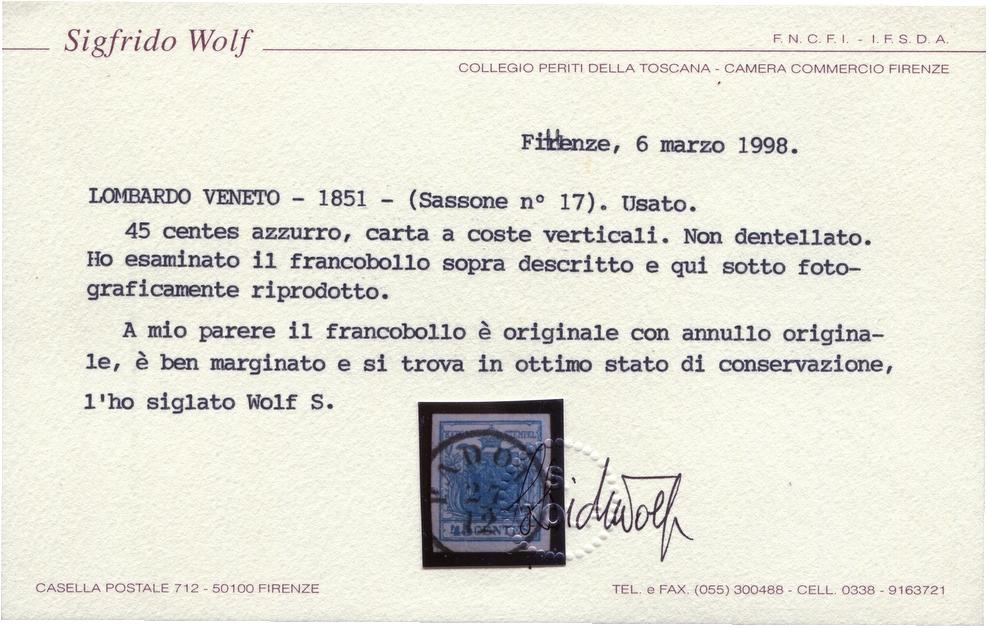 Sigfrido Wolf
F.N.C.F.I. - I.F.S.D.A.
COLLEGIO PERITI DELLA TOSCANA - CAMERA COMMERCIO FIRENZE
Firenze, 6 marzo 1998.
LOMBARDO VENETO - 1851 - (Sassone n° 17). Usato.
45 centes azzurro, carta a coste verticali. Non dentellato.
Ho esaminato il francobollo sopra descritto e qui sotto foto-
graficamente riprodotto.
A mio parere il francobollo è originale con annullo origina-
le, è ben marginato e si trova in ottimo stato di conservazione,
l'ho siglato Wolf S.
27
12
CASELLA POSTALE 712 - 50100 FIRENZE
TEL. e FAX. (055) 300488 - CELL. 0338 - 9163721